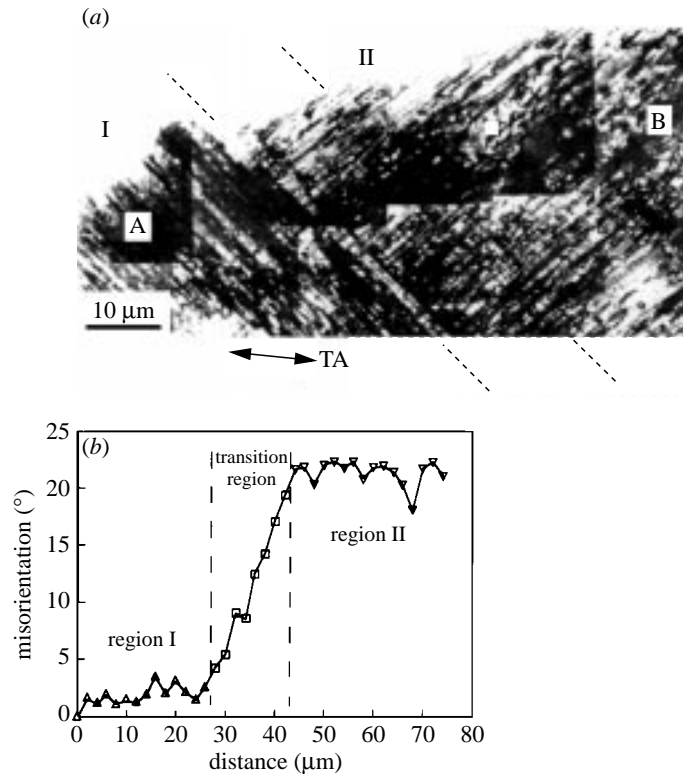 (a)
II
I
B
A
10 μm
TA
(b)
25
20
15
10
5
0
misorientation (°)
transition
region
region I
region II
0 10 20 30 40 50 60 70 80
distance (μm)